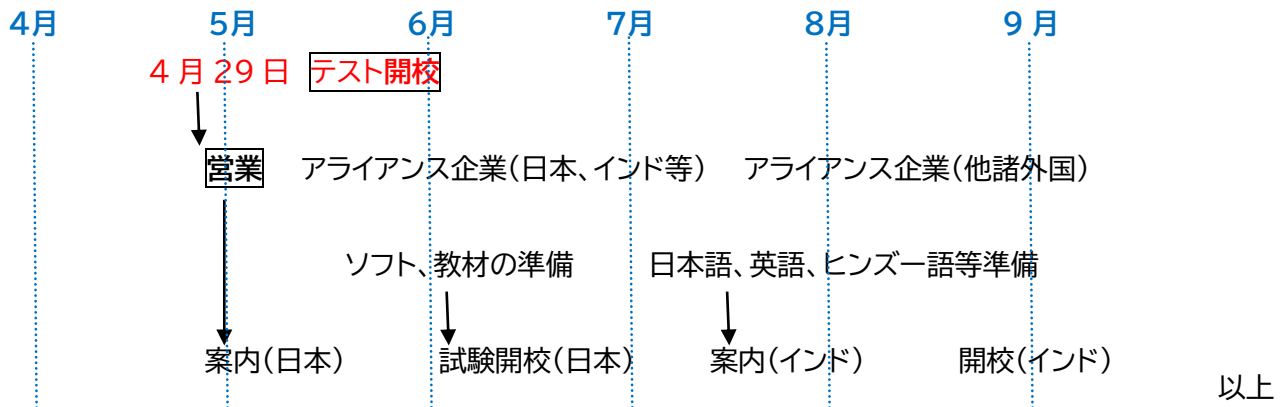 4月 5月 6月 7月 8月 9月
4月29日 テスト開校
営業 アライアンス企業(日本、インド等) アライアンス企業(他諸外国)
ソフト、教材の準備 日本語、英語、ヒンズー語等準備
案内(日本) 試験開校(日本) 案内(インド) 開校(インド)
以上